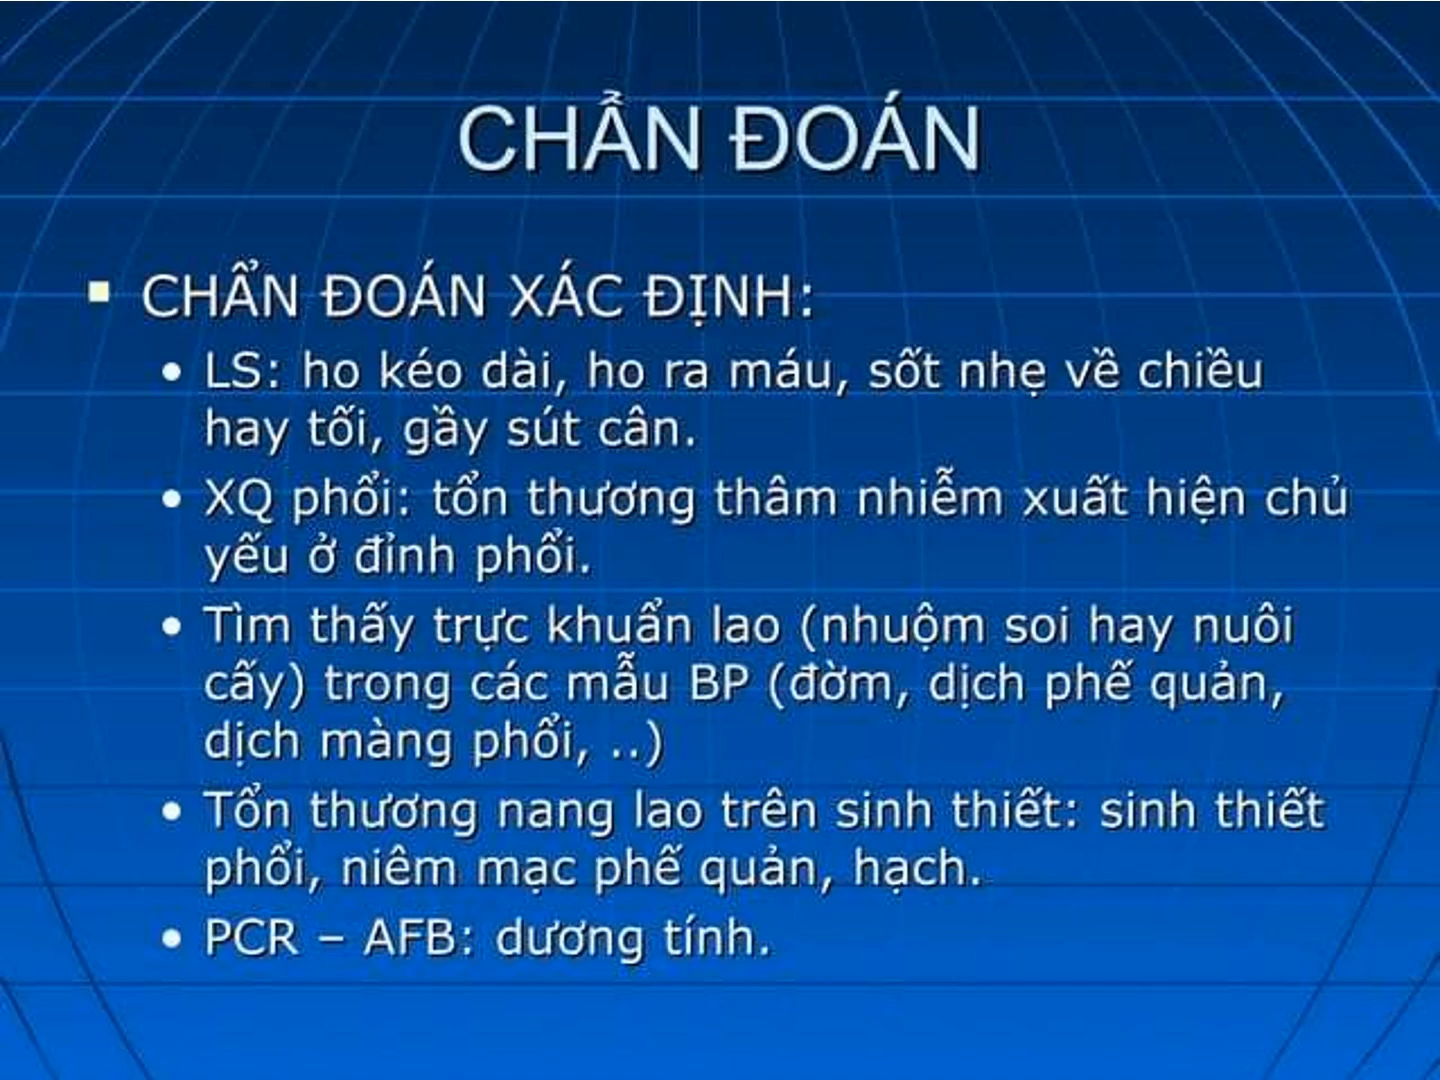 CHẨN ĐOÁN
CHẨN ĐOÁN XÁC ĐỊNH:
• LS: ho kéo dài, ho ra máu, sốt nhẹ về chiều
hay tối, gầy sút cân.
• XQ phổi: tổn thương thâm nhiễm xuất hiện chủ
yếu ở đỉnh phổi.
• Tìm thấy trực khuẩn lao (nhuộm soi hay nuôi
cấy) trong các mẫu BP (đờm, dịch phế quản,
dịch màng phổi, ..)
• Tổn thương nang lao trên sinh thiết: sinh thiết
phổi, niêm mạc phế quản, hạch.
• PCR – AFB: dương tính.